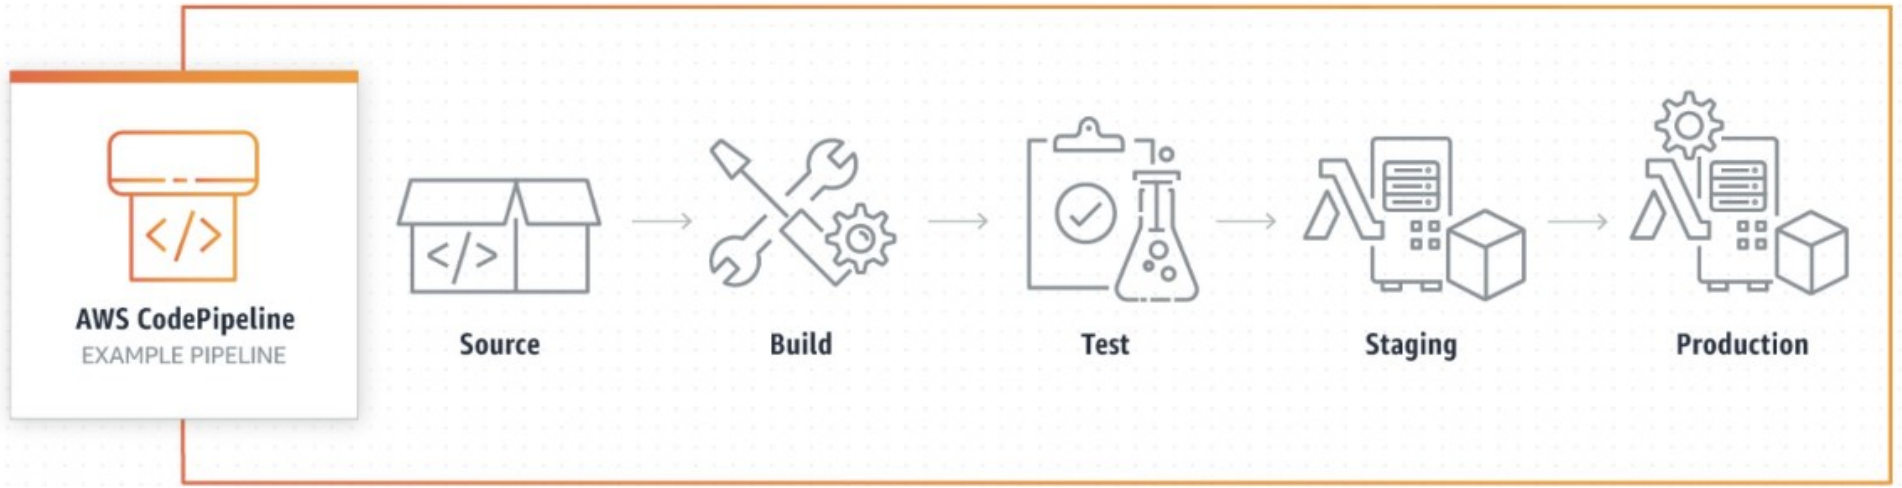 AWS CodePipeline
EXAMPLE PIPELINE
</>
</>
Source
Build
Test
Staging
Production